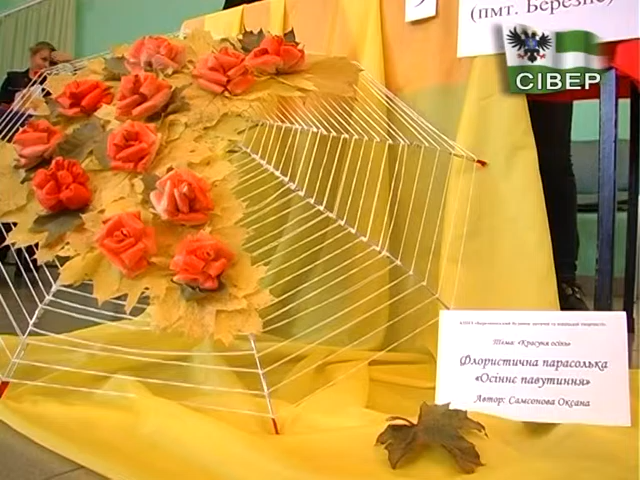 (пмт. Березне)
СІВЕР
Тема: «Красуня осінь»
Флористична парасолька
«Осіннє павутиння»
Автор: Самсонова Оксана